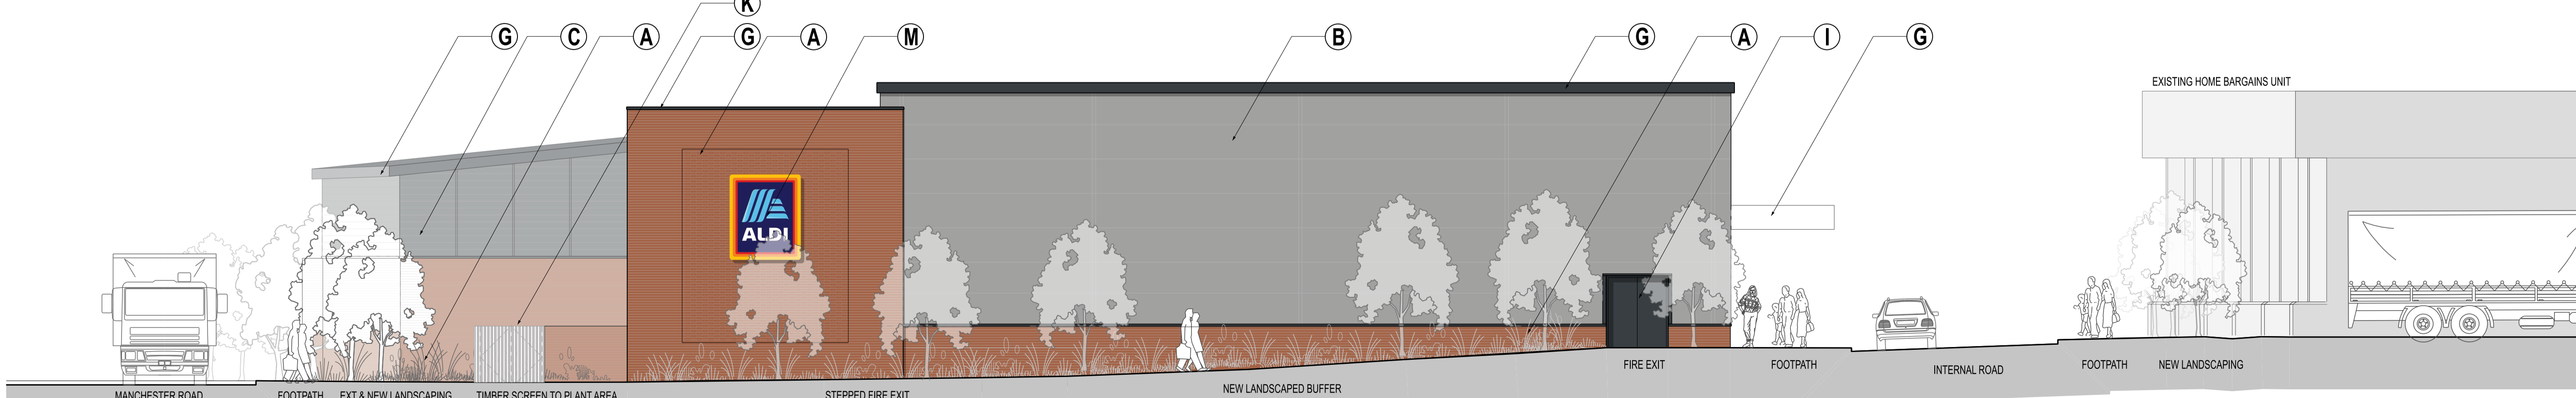 K
G
C
A
G
A
M
B
G
A
I
G
EXISTING HOME BARGAINS UNIT
ALDI
MANCHESTER ROAD
FOOTPATH
EXT & NEW LANDSCAPING
TIMBER SCREEN TO PLANT AREA
STEPPED FIRE EXIT
NEW LANDSCAPED BUFFER
FIRE EXIT
FOOTPATH
INTERNAL ROAD
FOOTPATH
NEW LANDSCAPING